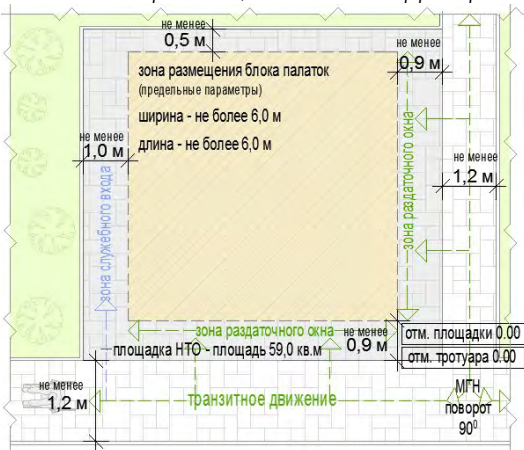 не менее
0,5 м
не менее
0,9 м
зона размещения блока палаток
(предельные параметры)
ширина - не более 6,0 м
длина - не более 6,0 м
не менее
1,0 м
не менее
1,2 м
зона служебного входа
зона раздаточного окна
зона раздаточного окна
не менее
0,9 м
отм. площадки 0.00
площадка НТО - площадь 59,0 кв.м
отм. тротуара 0.00
не менее
1,2 м
транзитное движение
МГН
поворот
90⁰